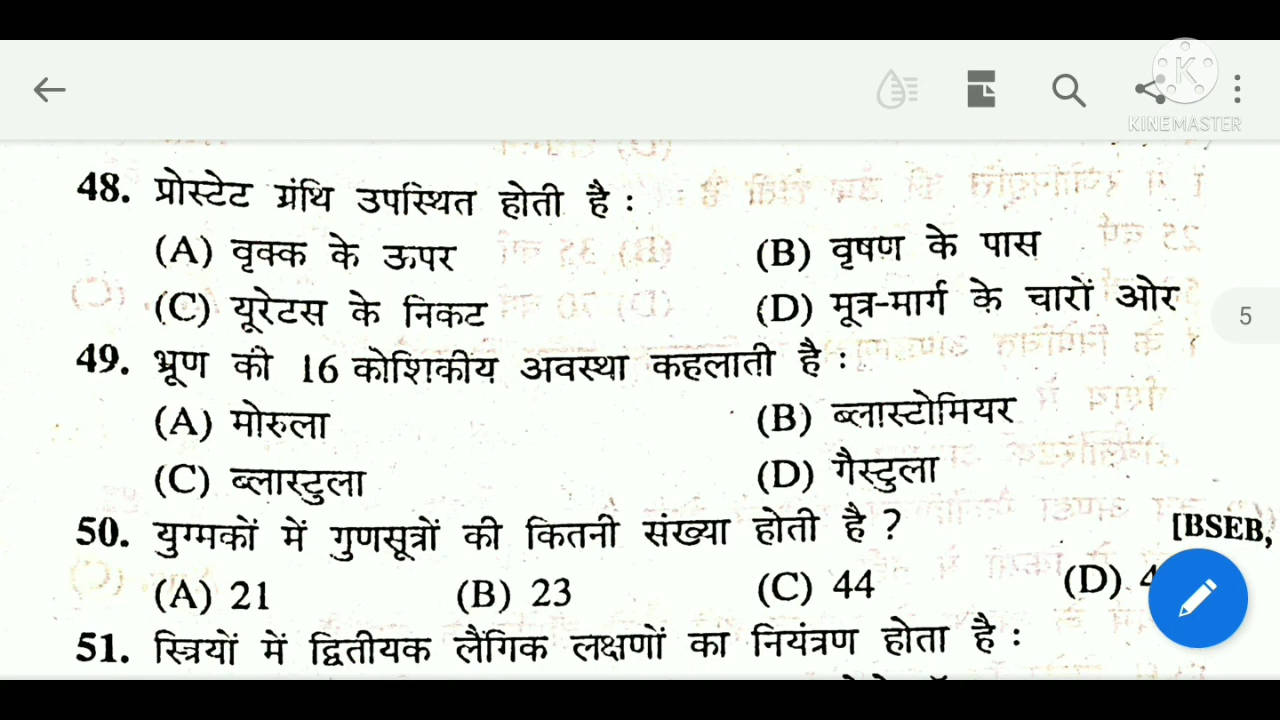 KINEMASTER
48. प्रोस्टेट ग्रंथि उपस्थित होती है :
(A) वृक्क के ऊपर (B) वृषण के पास
(C) यूरेटस के निकट (D) मूत्र-मार्ग के चारों ओर
5
49. भ्रूण की 16 कोशिकीय अवस्था कहलाती है :
(A) मोरुला (B) ब्लास्टोमियर
(C) ब्लास्टुला (D) गैस्टुला
50. युग्मकों में गुणसूत्रों की कितनी संख्या होती है ? [BSEB,
(A) 21 (B) 23 (C) 44 (D) 4
51. स्त्रियों में द्वितीयक लैंगिक लक्षणों का नियंत्रण होता है :